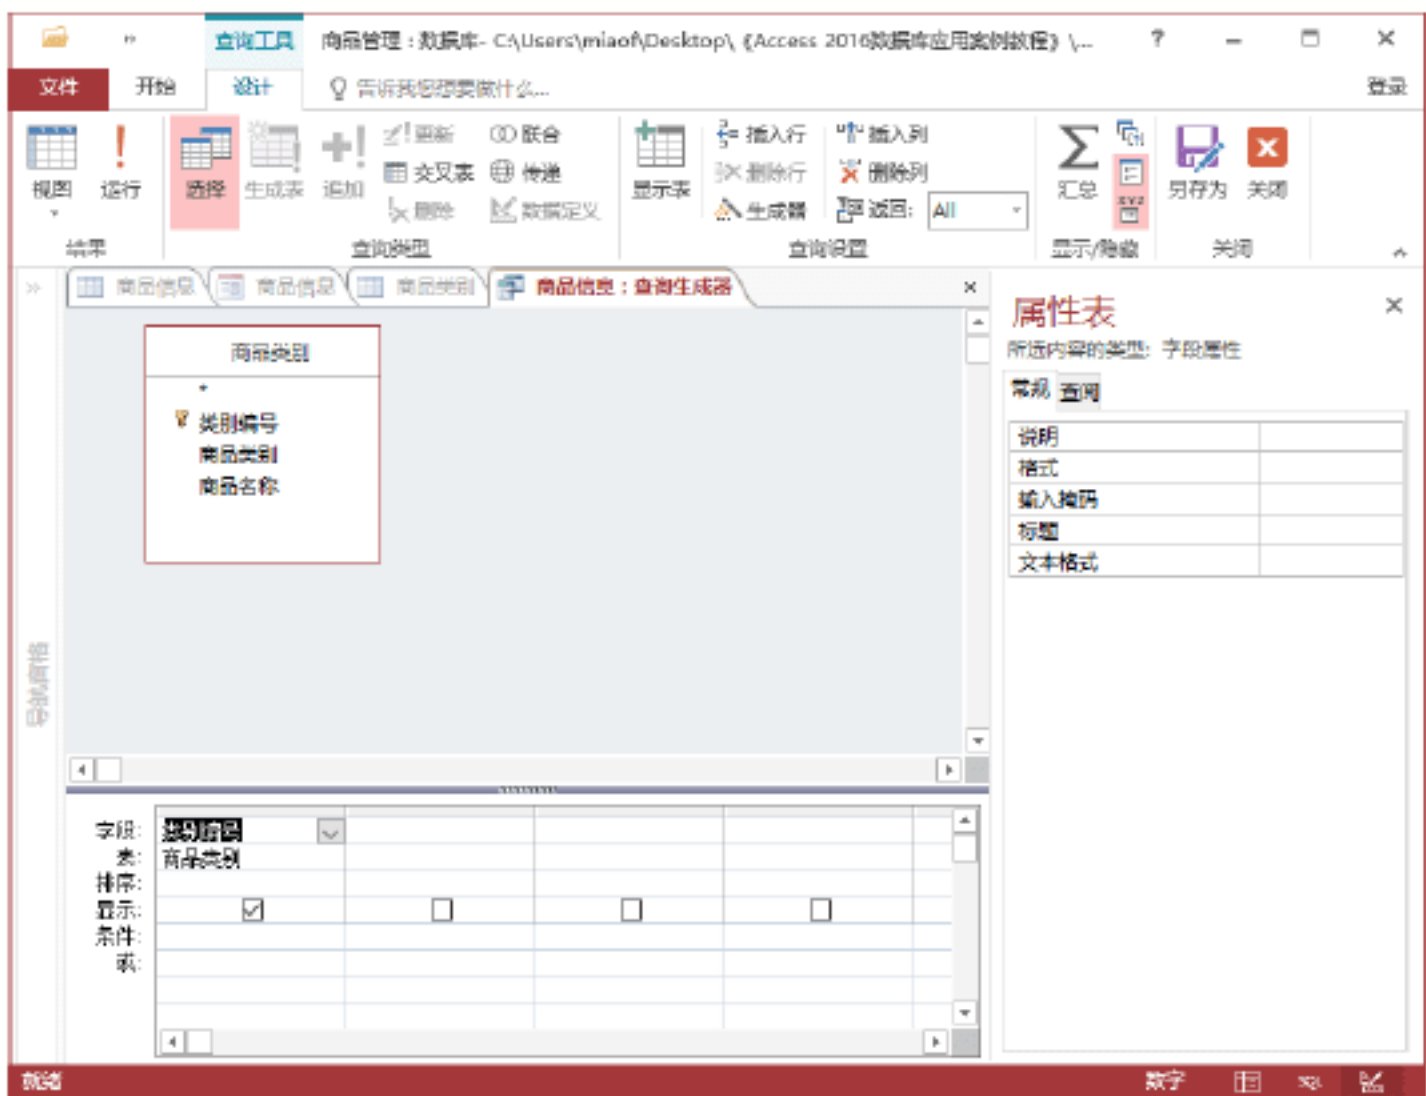 查询工具 商品管理：数据库- C:\Users\miaof\Desktop\《Access 2016数据库应用案例教程》\... ?
文件 开始 设计 告诉我您想要做什么... 登录
视图 运行 选择 生成表 追加 更新 交叉表 删除 联合 传递 数据定义 显示表 插入行 删除行 生成器 插入列 删除列 返回: All 汇总 另存为 关闭
结果 查询类型 查询设置 显示/隐藏 关闭
商品信息 商品信息 商品类别 商品信息：查询生成器
商品类别
*
类别编号
商品类别
商品名称
导航窗格
属性表
所选内容的类型: 字段属性
常规 查阅
说明
格式
输入掩码
标题
文本格式
字段: 类别编号
表: 商品类别
排序:
显示:
条件:
或:
就绪 数字 SQL